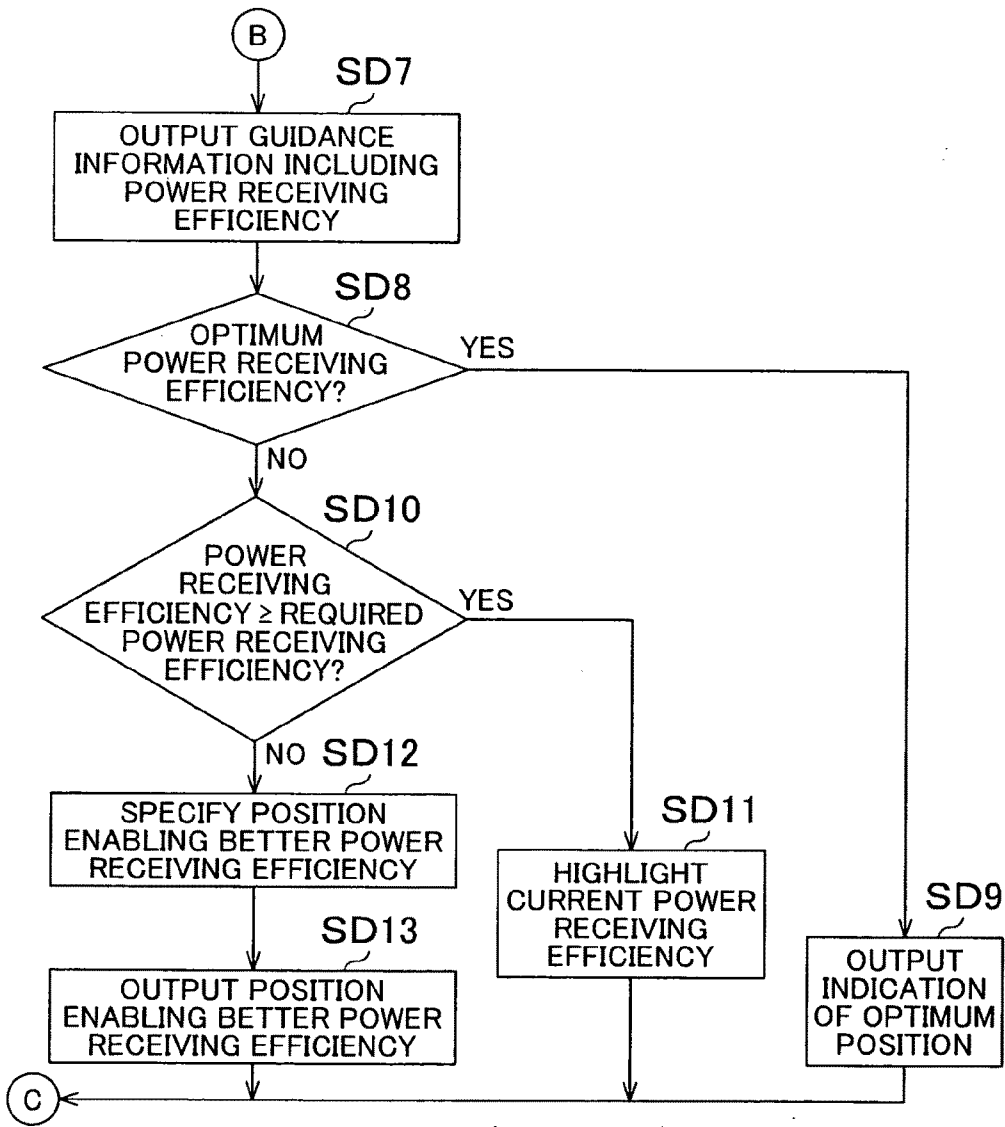 B
SD7
OUTPUT GUIDANCE
INFORMATION INCLUDING
POWER RECEIVING
EFFICIENCY
SD8
OPTIMUM
POWER RECEIVING
EFFICIENCY?
YES
NO
SD10
POWER
RECEIVING
EFFICIENCY ≥ REQUIRED
POWER RECEIVING
EFFICIENCY?
YES
NO
SD12
SPECIFY POSITION
ENABLING BETTER POWER
RECEIVING EFFICIENCY
SD11
HIGHLIGHT
CURRENT POWER
RECEIVING
EFFICIENCY
SD9
OUTPUT
INDICATION
OF OPTIMUM
POSITION
SD13
OUTPUT POSITION
ENABLING BETTER POWER
RECEIVING EFFICIENCY
C